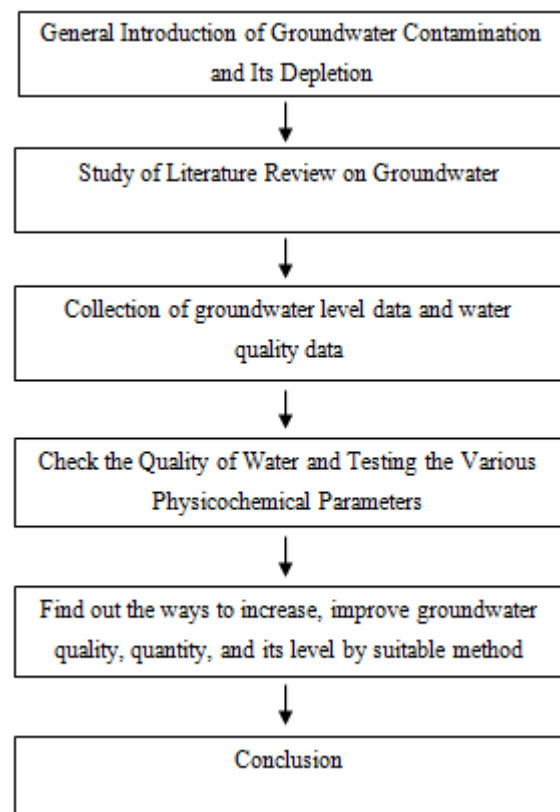 General Introduction of Groundwater Contamination
and Its Depletion
Study of Literature Review on Groundwater
Collection of groundwater level data and water
quality data
Check the Quality of Water and Testing the Various
Physicochemical Parameters
Find out the ways to increase, improve groundwater
quality, quantity, and its level by suitable method
Conclusion